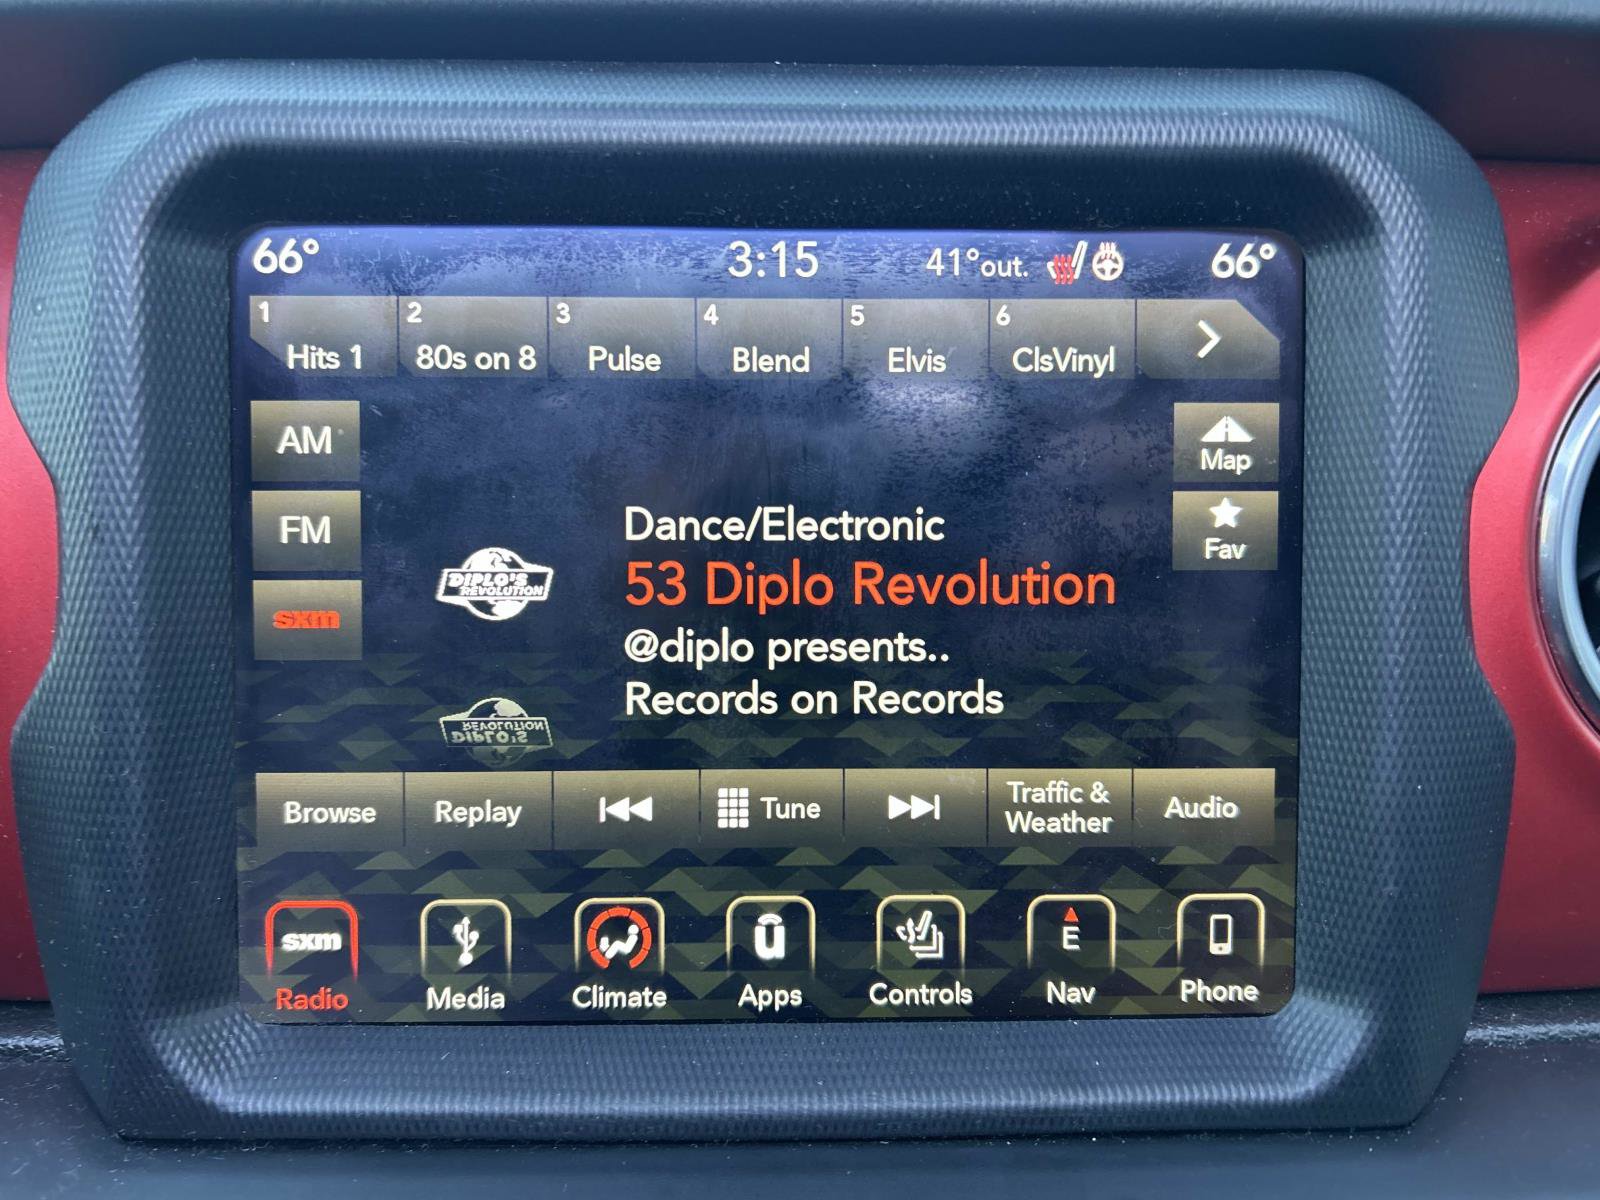 66°
3:15
41°out.
66°
1
Hits 1
2
80s on 8
3
Pulse
4
Blend
5
Elvis
6
ClsVinyl
AM
FM
sxm
Map
Fav
DIPLO'S
REVOLUTION
Dance/Electronic
53 Diplo Revolution
@diplo presents..
Records on Records
REVOLUTION
DIPLO'S
Browse
Replay
Tune
Traffic &
Weather
Audio
sxm
Radio
Media
Climate
u
Apps
Controls
E
Nav
Phone